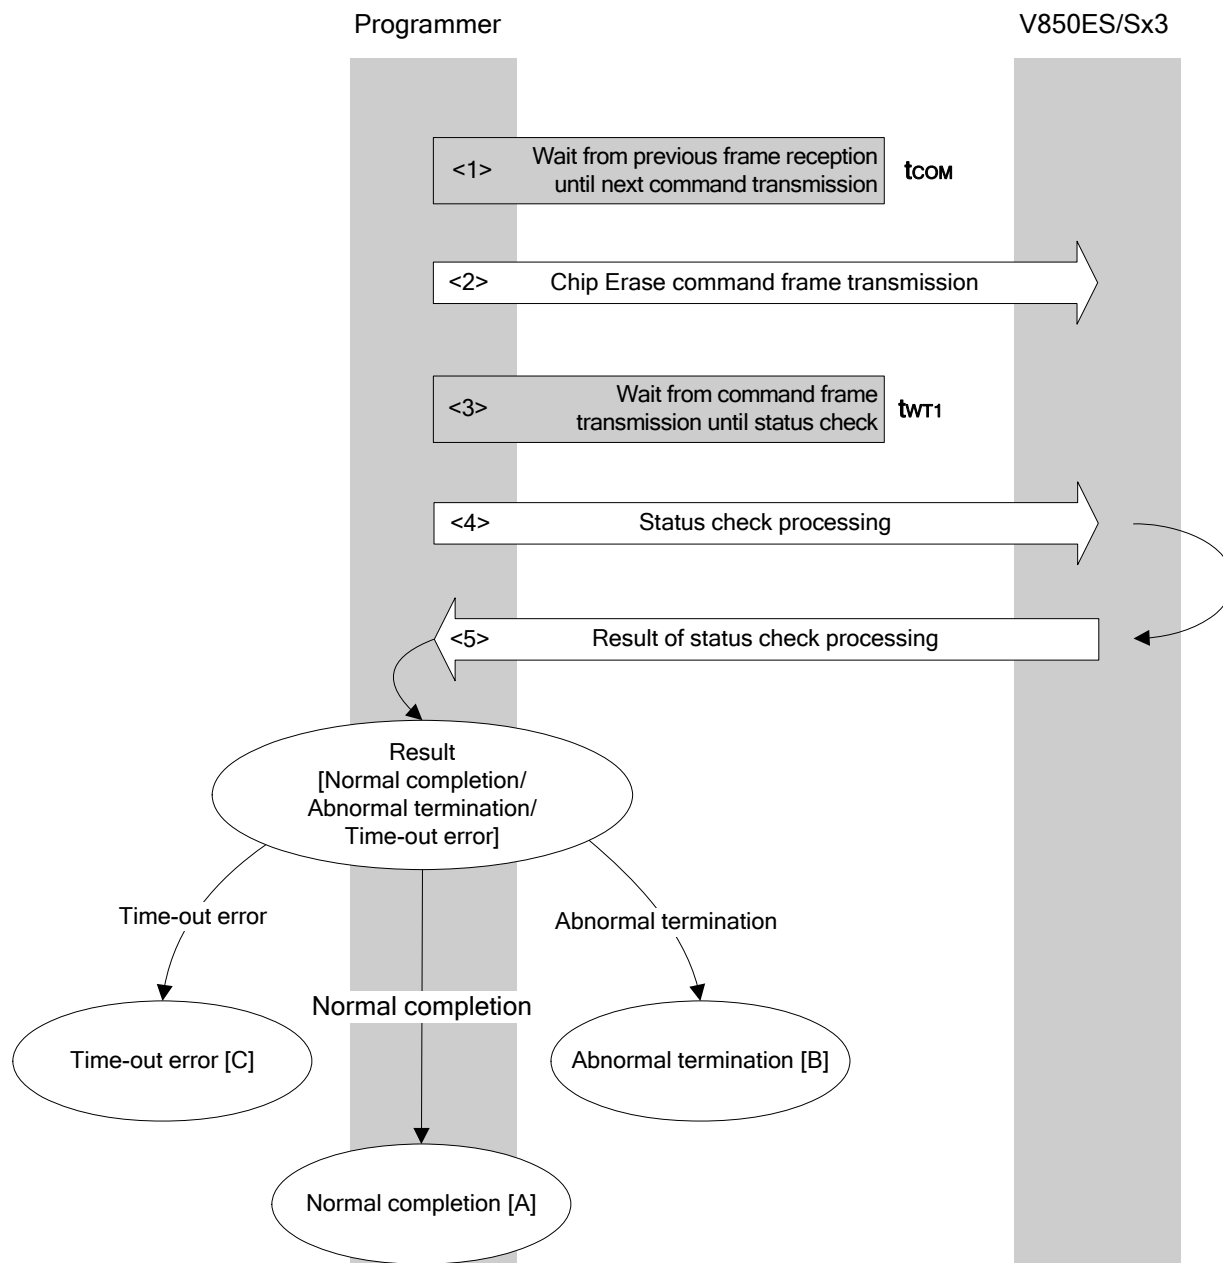 Programmer
V850ES/Sx3
<1>
Wait from previous frame reception
until next command transmission
tCOM
<2>
Chip Erase command frame transmission
<3>
Wait from command frame
transmission until status check
tWT1
<4>
Status check processing
<5>
Result of status check processing
Result
[Normal completion/
Abnormal termination/
Time-out error]
Time-out error
Abnormal termination
Normal completion
Time-out error [C]
Abnormal termination [B]
Normal completion [A]